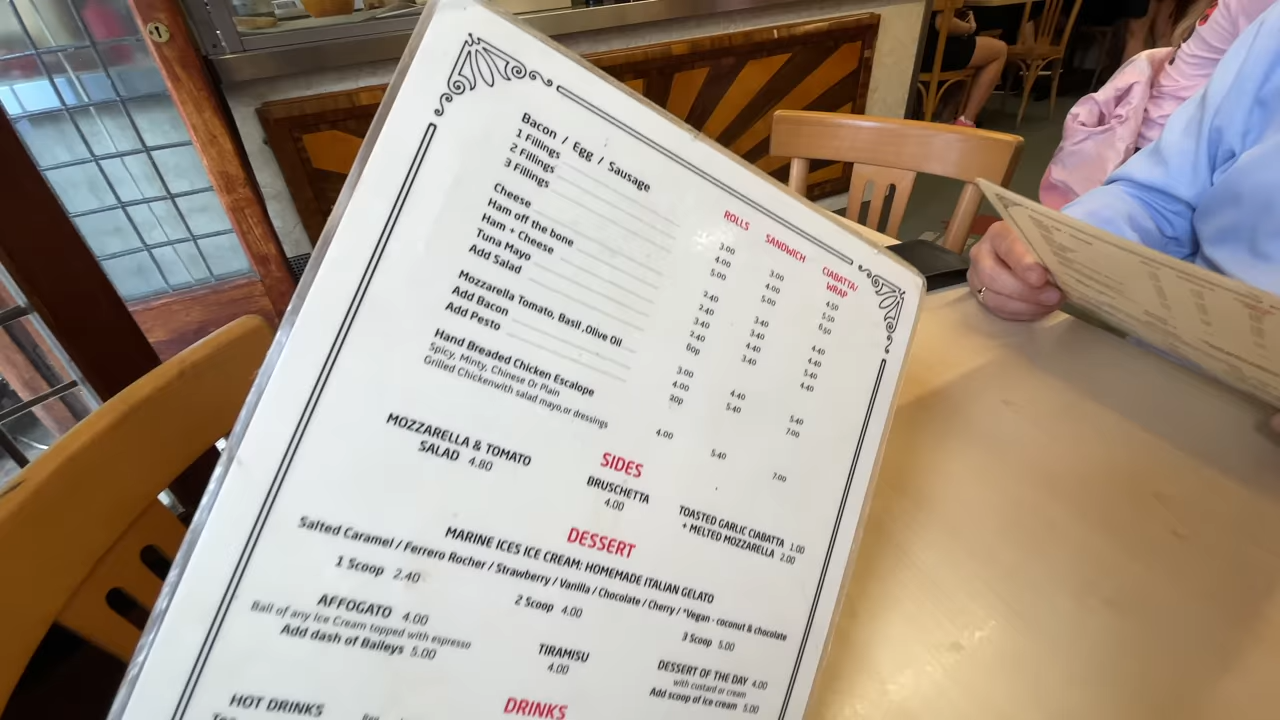 ROLLS SANDWICH CIABATTA/
WRAP
Bacon / Egg / Sausage
1 Fillings 3.00 3.00 4.50
2 Fillings 4.00 4.00 5.50
3 Fillings 5.00 5.00 6.50
Cheese 2.40 3.40 4.40
Ham off the bone 2.40 3.40 4.40
Ham + Cheese 3.40 4.40 5.40
Tuna Mayo 2.40 3.40 4.40
Add Salad 60p
Mozzarella Tomato, Basil ,Olive Oil 3.00 4.40 5.40
Add Bacon 4.00 5.40 7.00
Add Pesto 20p
Hand Breaded Chicken Escalope 4.00 5.40 7.00
Spicy, Minty, Chinese Or Plain
Grilled Chickenwith salad mayo,or dressings
SIDES
MOZZARELLA & TOMATO
SALAD 4.80
BRUSCHETTA
4.00
TOASTED GARLIC CIABATTA 1.00
+ MELTED MOZZARELLA 2.00
DESSERT
MARINE ICES ICE CREAM: HOMEMADE ITALIAN GELATO
Salted Caramel / Ferrero Rocher / Strawberry / Vanilla / Chocolate / Cherry / *Vegan - coconut & chocolate
1 Scoop 2.40 2 Scoop 4.00 3 Scoop 5.00
AFFOGATO 4.00
Ball of any Ice Cream topped with espresso
Add dash of Baileys 5.00
TIRAMISU
4.00
DESSERT OF THE DAY 4.00
with custard or cream
Add scoop of ice cream 5.00
DRINKS
HOT DRINKS